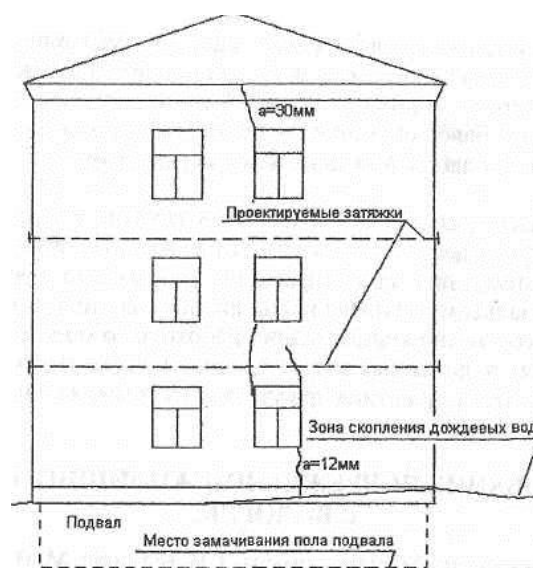 a=30мм
Проектируемые затяжки
Зона скопления дождевых вод
a=12мм
Подвал
Место замачивания пола подвала